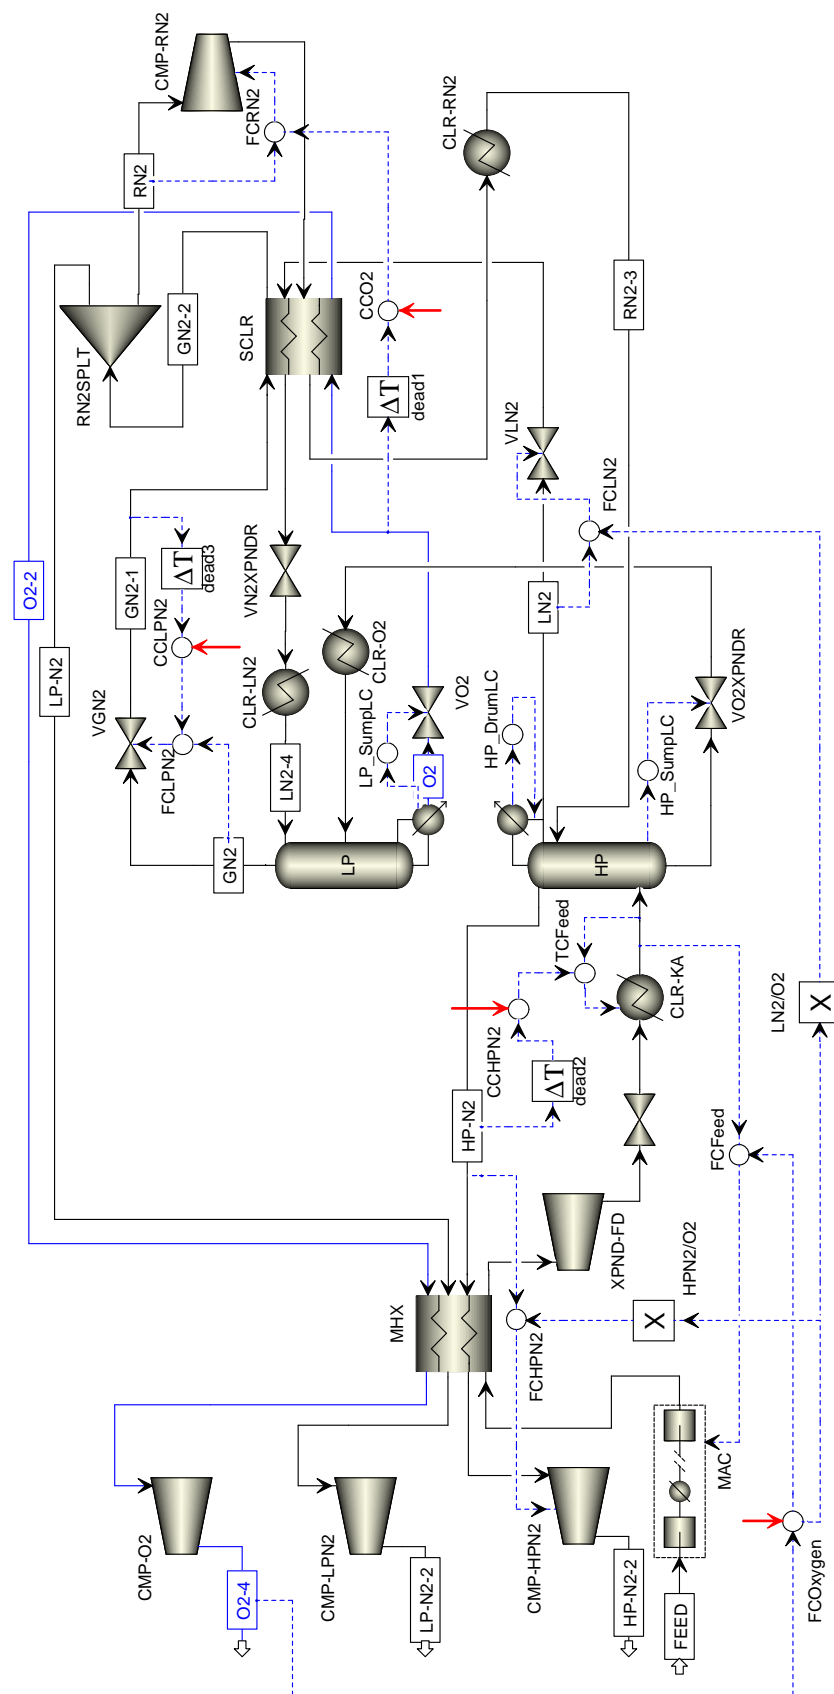 O2-2
LP-N2
RN2SPLT
GN2-1
VGN2
CMP-RN2
RN2
GN2-2
CCLPN2
ΔT
dead3
FCLPN2
GN2
FCRN2
SCLR
VN2XPNDR
CLR-LN2
LN2-4
CMP-O2
O2-4
MHX
LP
CLR-O2
LP_SumpLC
O2
VO2
CCO2
ΔT
dead1
CMP-LPN2
LP-N2-2
CLR-RN2
HP-N2
CCHPN2
ΔT
dead2
TCFeed
HP_DrumLC
LN2
VLN2
CMP-HPN2
HP-N2-2
FCHPN2
XPND-FD
CLR-KA
HP
FCLN2
RN2-3
X
HPN2/O2
HP_SumpLC
VO2XPNDR
FEED
MAC
FCFeed
LN2/O2
X
FCOxygen